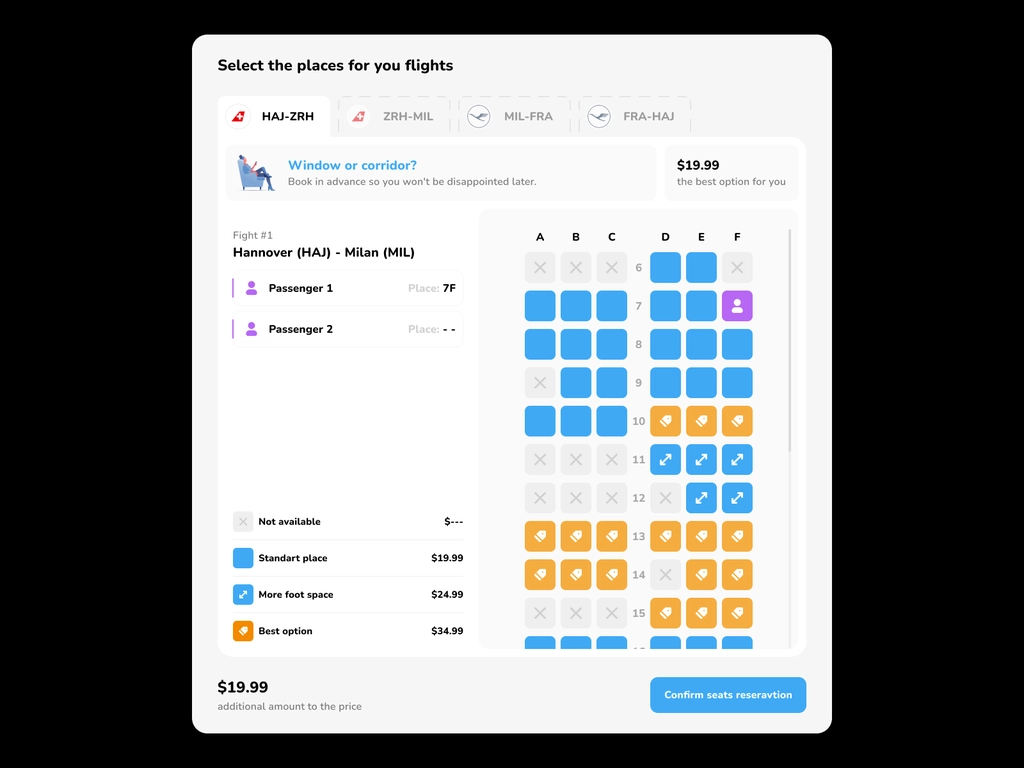 Select the places for you flights
HAJ-ZRH ZRH-MIL MIL-FRA FRA-HAJ
Window or corridor?
Book in advance so you won't be disappointed later.
$19.99
the best option for you
Fight #1
Hannover (HAJ) - Milan (MIL)
Passenger 1 Place: 7F
Passenger 2 Place: - -
Not available $---
Standart place $19.99
More foot space $24.99
Best option $34.99
A B C D E F
6
7
8
9
10
11
12
13
14
15
$19.99
additional amount to the price
Confirm seats reseravtion